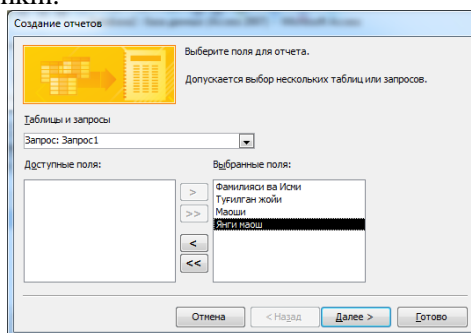 Создание отчетов
Выберите поля для отчета.
Допускается выбор нескольких таблиц или запросов.
Таблицы и запросы
Запрос: Запрос1
Доступные поля:
Выбранные поля:
Фамилияси ва Исми
Туғилган жойи
Маоши
Янги маош
>
>>
<
<<
Отмена
< Назад
Далее >
Готово